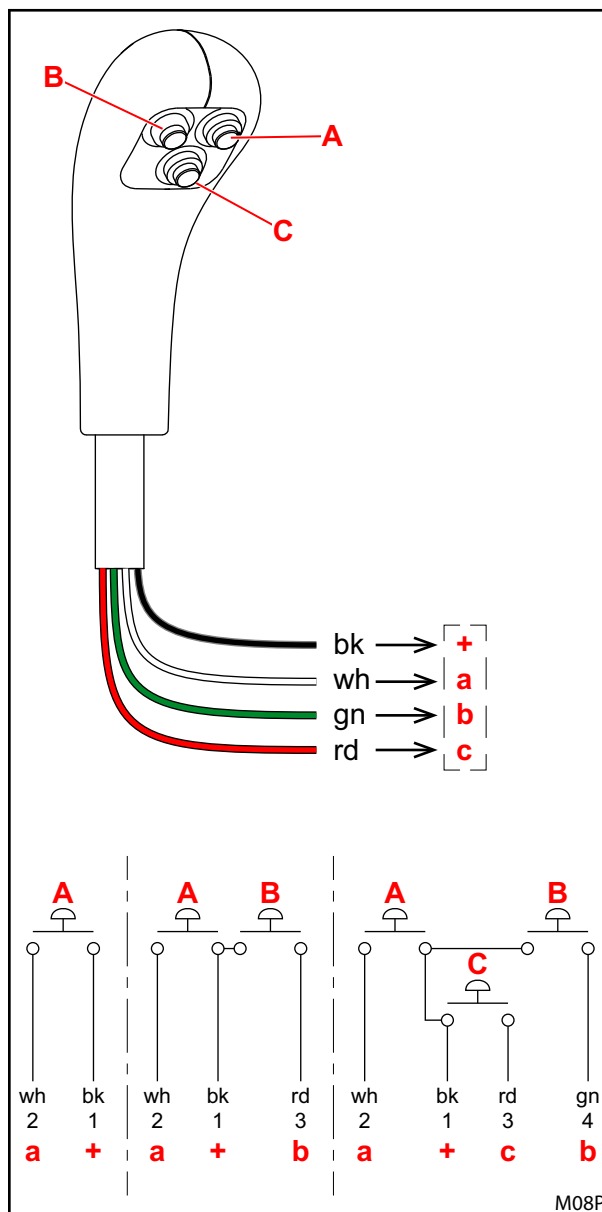 B
A
C
bk +
wh a
gn b
rd c
A A B A B
C
wh bk wh bk rd wh bk rd gn
2 1 2 1 3 2 1 3 4
a + a + b a + c b
M08P